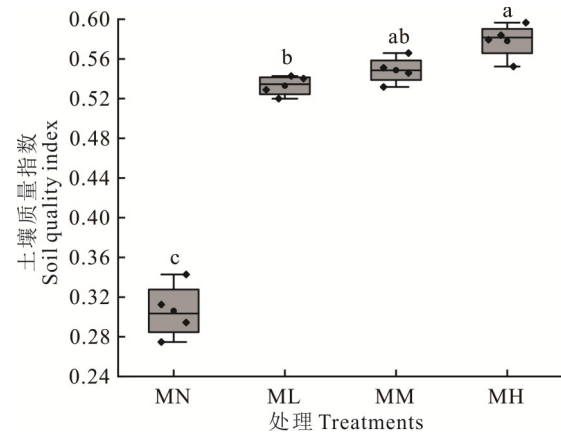 土壤质量指数
Soil quality index
0.60
0.56
0.52
0.48
0.44
0.40
0.36
0.32
0.28
0.24
c
b
ab
a
MN ML MM MH
处理 Treatments